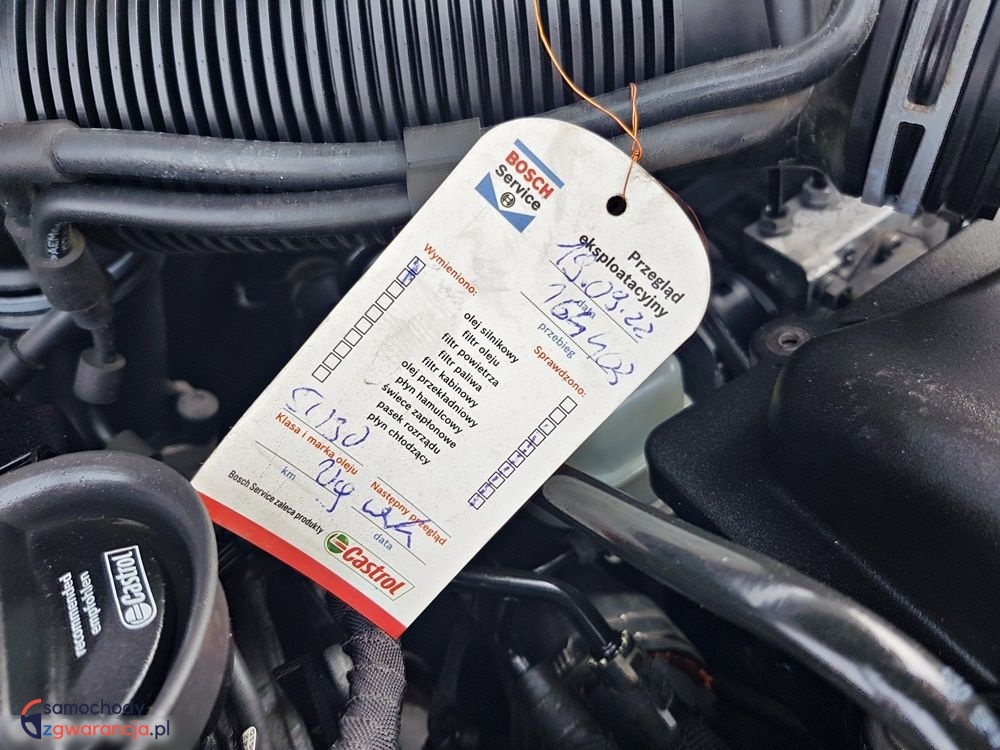 BOSCH
Service
Przegląd
eksploatacyjny
19.09.22
data
przebieg
Wymieniono:
Sprawdzono:
olej silnikowy
filtr oleju
filtr powietrza
filtr paliwa
filtr kabinowy
olej przekładniowy
płyn hamulcowy
świece zapłonowe
pasek rozrządu
płyn chłodzący
5W30
Klasa i marka oleju
Następny przegląd
km
data
Bosch Service zaleca produkty
Castrol
Castrol
recommended
empfohlen
samochody
zgwarancja.pl